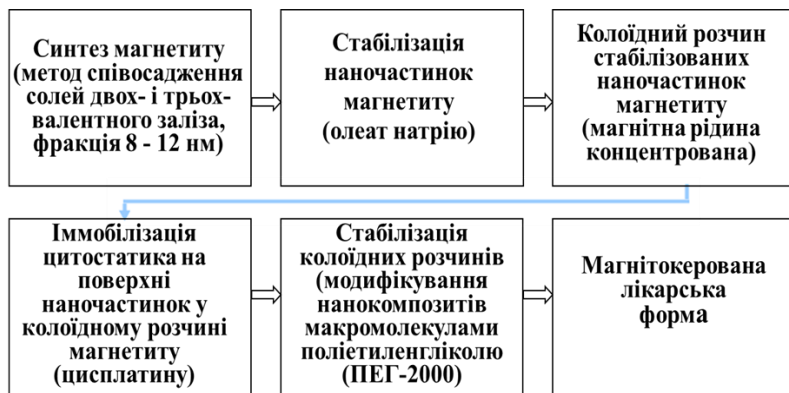 Синтез магнетиту
(метод співосадження
солей двох- і трьох-
валентного заліза,
фракція 8 - 12 нм)
Стабілізація
наночастинок
магнетиту
(олеат натрію)
Колоїдний розчин
стабілізованих
наночастинок
магнетиту
(магнітна рідина
концентрована)
Іммобілізація
цитостатика на
поверхні
наночастинок у
колоїдному розчині
магнетиту
(цисплатину)
Стабілізація
колоїдних розчинів
(модифікування
нанокомпозитів
макромолекулами
поліетиленгліколю
(ПЕГ-2000)
Магнітокерована
лікарська
форма